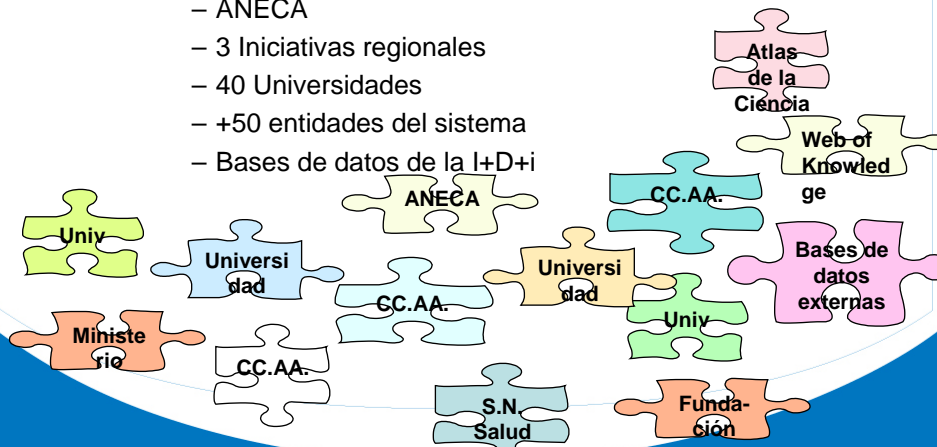 – ANECA
– 3 Iniciativas regionales
– 40 Universidades
– +50 entidades del sistema
– Bases de datos de la I+D+i
Atlas
de la
Ciencia
Web of
Knowled
ge
ANECA
CC.AA.
Univ
Universi
dad
Universi
dad
Bases de
datos
externas
CC.AA.
Univ
Ministe
rio
CC.AA.
S.N.
Salud
Funda-
ción